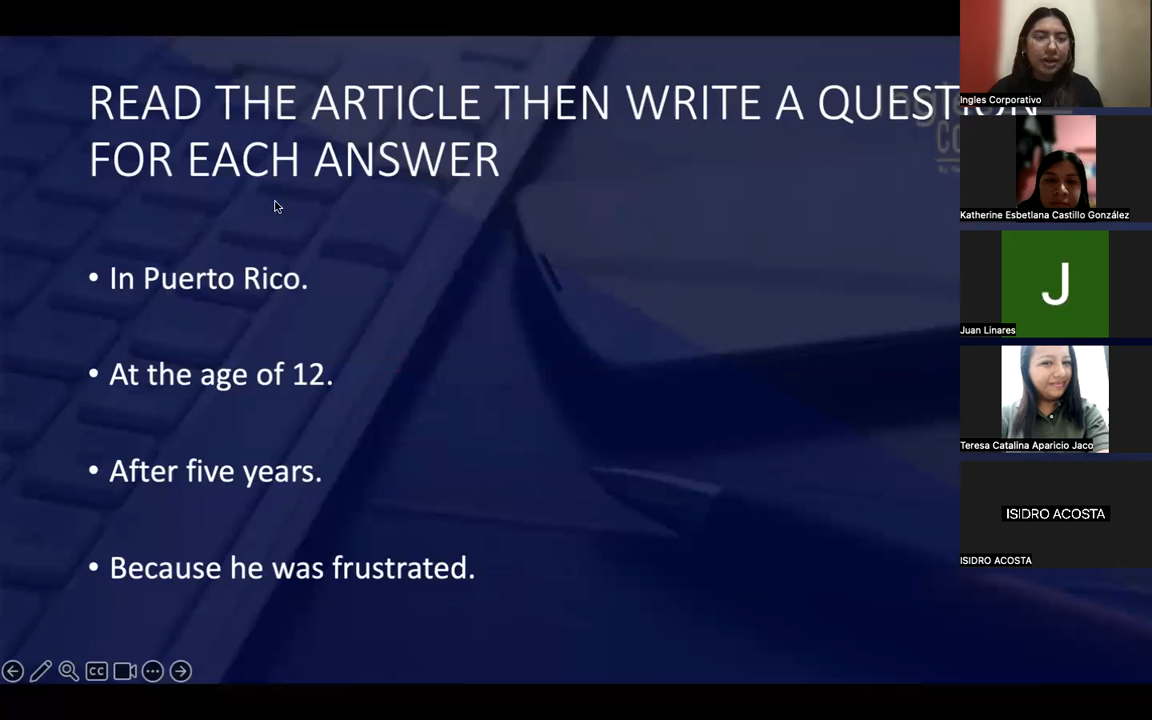 READ THE ARTICLE THEN WRITE A QUESTION
FOR EACH ANSWER
• In Puerto Rico.
• At the age of 12.
• After five years.
• Because he was frustrated.
CC
Ingles Corporativo
Katherine Esbetlana Castillo González
J
Juan Linares
Teresa Catalina Aparicio Jaco
ISIDRO ACOSTA
ISIDRO ACOSTA